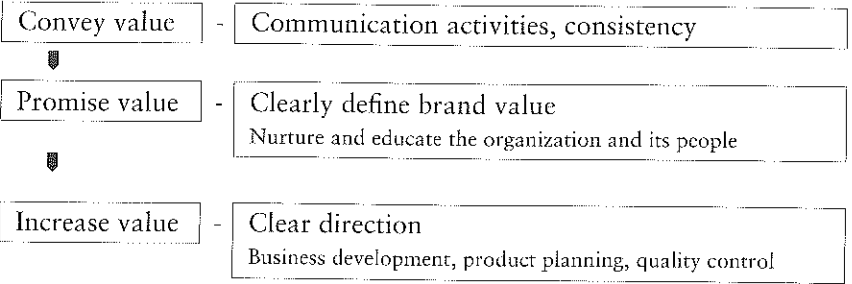 Convey value - Communication activities, consistency
Promise value - Clearly define brand value
Nurture and educate the organization and its people
Increase value - Clear direction
Business development, product planning, quality control